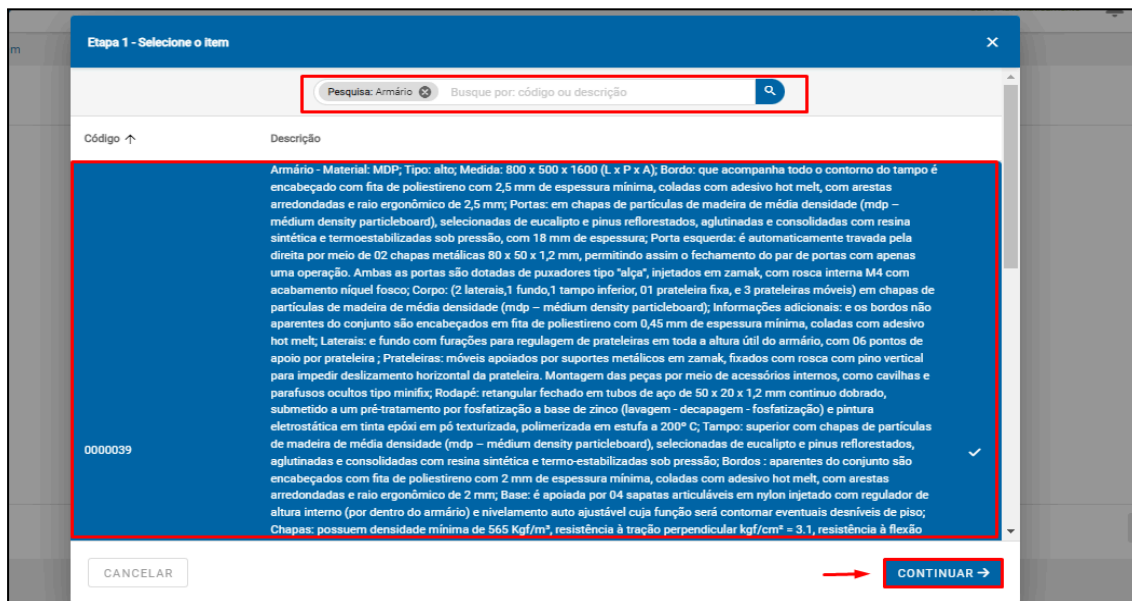 m
Etapa 1 - Selecione o item
Pesquisa: Armário
Busque por: código ou descrição
Código
Descrição
Armário - Material: MDP; Tipo: alto; Medida: 800 x 500 x 1600 (L x P x A); Bordo: que acompanha todo o contorno do tampo é
encabeçado com fita de poliestireno com 2,5 mm de espessura mínima, coladas com adesivo hot melt, com arestas
arredondadas e raio ergonômico de 2,5 mm; Portas: em chapas de partículas de madeira de média densidade (mdp –
médium density particleboard), selecionadas de eucalipto e pinus reflorestados, aglutinadas e consolidadas com resina
sintética e termoestabilizadas sob pressão, com 18 mm de espessura; Porta esquerda: é automaticamente travada pela
direita por meio de 02 chapas metálicas 80 x 50 x 1,2 mm, permitindo assim o fechamento do par de portas com apenas
uma operação. Ambas as portas são dotadas de puxadores tipo "alça", injetados em zamak, com rosca interna M4 com
acabamento níquel fosco; Corpo: (2 laterais,1 fundo,1 tampo inferior, 01 prateleira fixa, e 3 prateleiras móveis) em chapas de
partículas de madeira de média densidade (mdp – médium density particleboard); Informações adicionais: e os bordos não
aparentes do conjunto são encabeçados em fita de poliestireno com 0,45 mm de espessura mínima, coladas com adesivo
hot melt; Laterais: e fundo com furações para regulagem de prateleiras em toda a altura útil do armário, com 06 pontos de
apoio por prateleira ; Prateleiras: móveis apoiados por suportes metálicos em zamak, fixados com rosca com pino vertical
para impedir deslizamento horizontal da prateleira. Montagem das peças por meio de acessórios internos, como cavilhas e
parafusos ocultos tipo minifix; Rodapé: retangular fechado em tubos de aço de 50 x 20 x 1,2 mm continuo dobrado,
submetido a um pré-tratamento por fosfatização a base de zinco (lavagem - decapagem - fosfatização) e pintura
eletrostática em tinta epóxi em pó texturizada, polimerizada em estufa a 200º C; Tampo: superior com chapas de partículas
de madeira de média densidade (mdp – médium density particleboard), selecionadas de eucalipto e pinus reflorestados,
0000039
aglutinadas e consolidadas com resina sintética e termo-estabilizadas sob pressão; Bordos : aparentes do conjunto são
encabeçados com fita de poliestireno com 2 mm de espessura mínima, coladas com adesivo hot melt, com arestas
arredondadas e raio ergonômico de 2 mm; Base: é apoiada por 04 sapatas articuláveis em nylon injetado com regulador de
altura interno (por dentro do armário) e nivelamento auto ajustável cuja função será contornar eventuais desníveis de piso;
Chapas: possuem densidade mínima de 565 Kgf/m³, resistência à tração perpendicular kgf/cm² = 3.1, resistência à flexão
CANCELAR
CONTINUAR